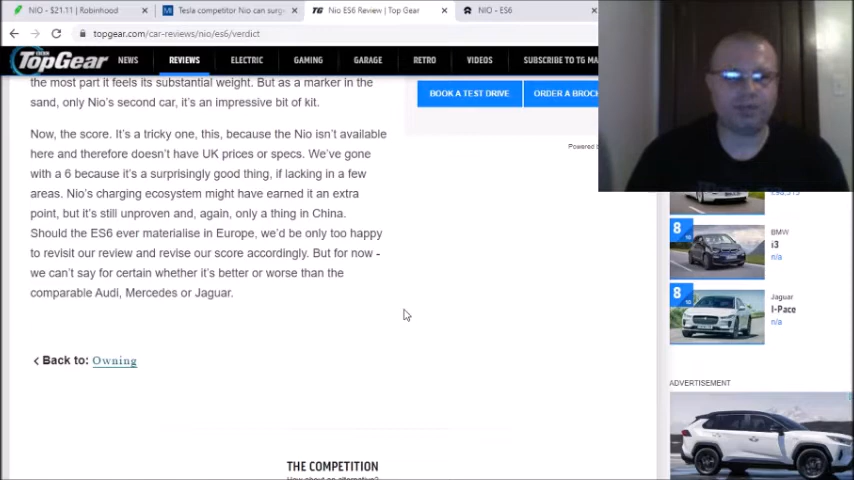 NIO - $21.11 | Robinhood
Tesla competitor Nio can surg
TG Nio ES6 Review | Top Gear
NIO - ES6
topgear.com/car-reviews/nio/es6/verdict
BBC
TopGear
NEWS
REVIEWS
ELECTRIC
GAMING
GARAGE
RETRO
VIDEOS
SUBSCRIBE TO TG MA
the most part it feels its substantial weight. But as a marker in the
sand, only Nio's second car, it's an impressive bit of kit.
Now, the score. It's a tricky one, this, because the Nio isn't available
here and therefore doesn't have UK prices or specs. We've gone
with a 6 because it's a surprisingly good thing, if lacking in a few
areas. Nio's charging ecosystem might have earned it an extra
point, but it's still unproven and, again, only a thing in China.
Should the ES6 ever materialise in Europe, we'd be only too happy
to revisit our review and revise our score accordingly. But for now -
we can't say for certain whether it's better or worse than the
comparable Audi, Mercedes or Jaguar.
Back to: Owning
THE COMPETITION
How about an alternative?
BOOK A TEST DRIVE
ORDER A BROCH
Powered b
8
BMW
i3
n/a
8
Jaguar
I-Pace
n/a
ADVERTISEMENT